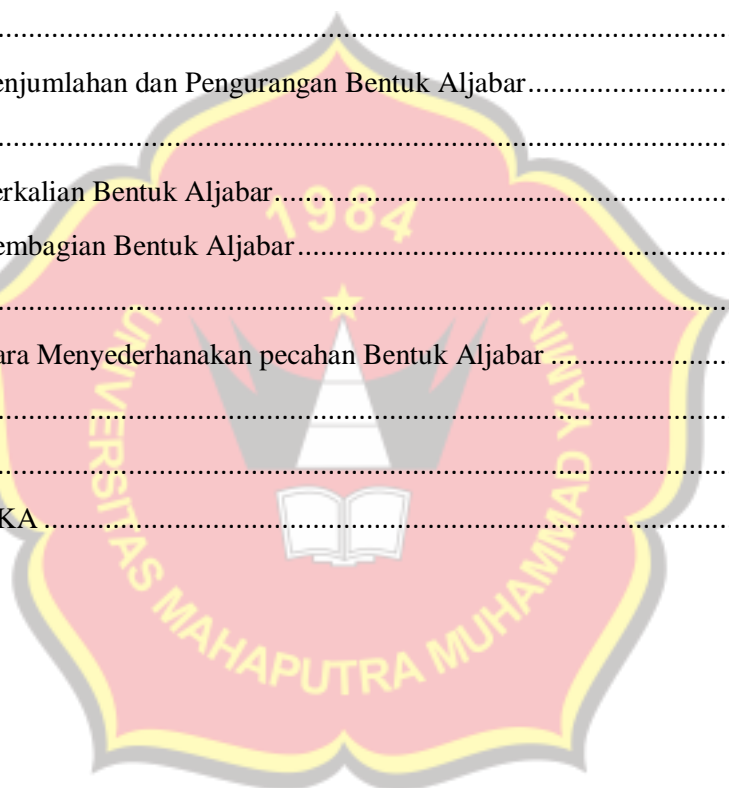 ........................................................................
enjumlahan dan Pengurangan Bentuk Aljabar............................
........................................................................
erkalian Bentuk Aljabar............................................................
embagian Bentuk Aljabar.........................................................
........................................................................
ara Menyederhanakan pecahan Bentuk Aljabar ........................
........................................................................
........................................................................
KA ........................................................................
1984
UNIVERSITAS MAHAPUTRA MUHAMMAD YAMIN